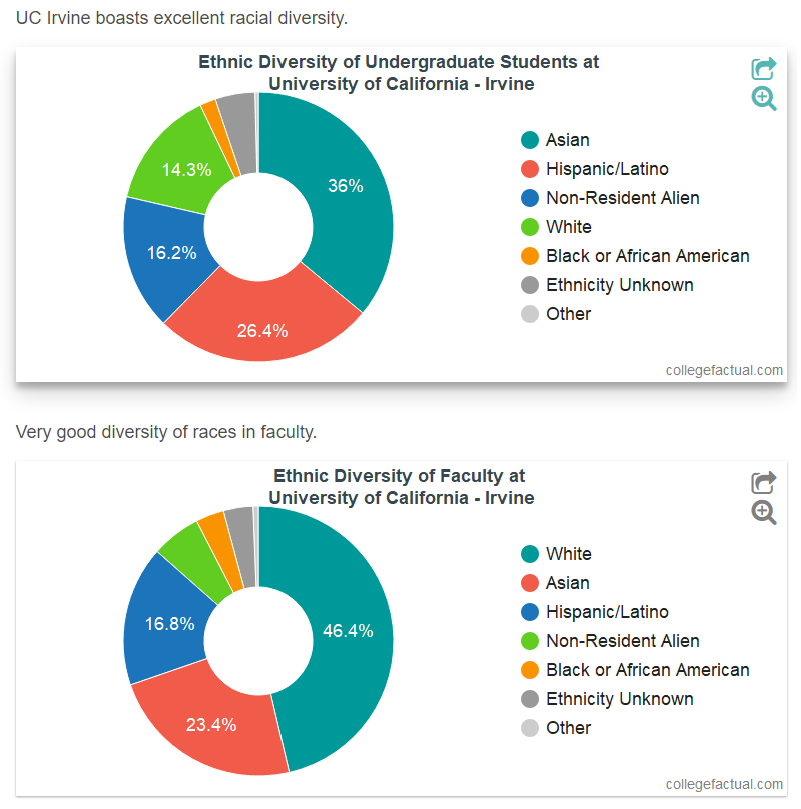 UC Irvine boasts excellent racial diversity.
Ethnic Diversity of Undergraduate Students at
University of California - Irvine
36%
26.4%
16.2%
14.3%
Asian
Hispanic/Latino
Non-Resident Alien
White
Black or African American
Ethnicity Unknown
Other
collegefactual.com
Very good diversity of races in faculty.
Ethnic Diversity of Faculty at
University of California - Irvine
46.4%
23.4%
16.8%
White
Asian
Hispanic/Latino
Non-Resident Alien
Black or African American
Ethnicity Unknown
Other
collegefactual.com